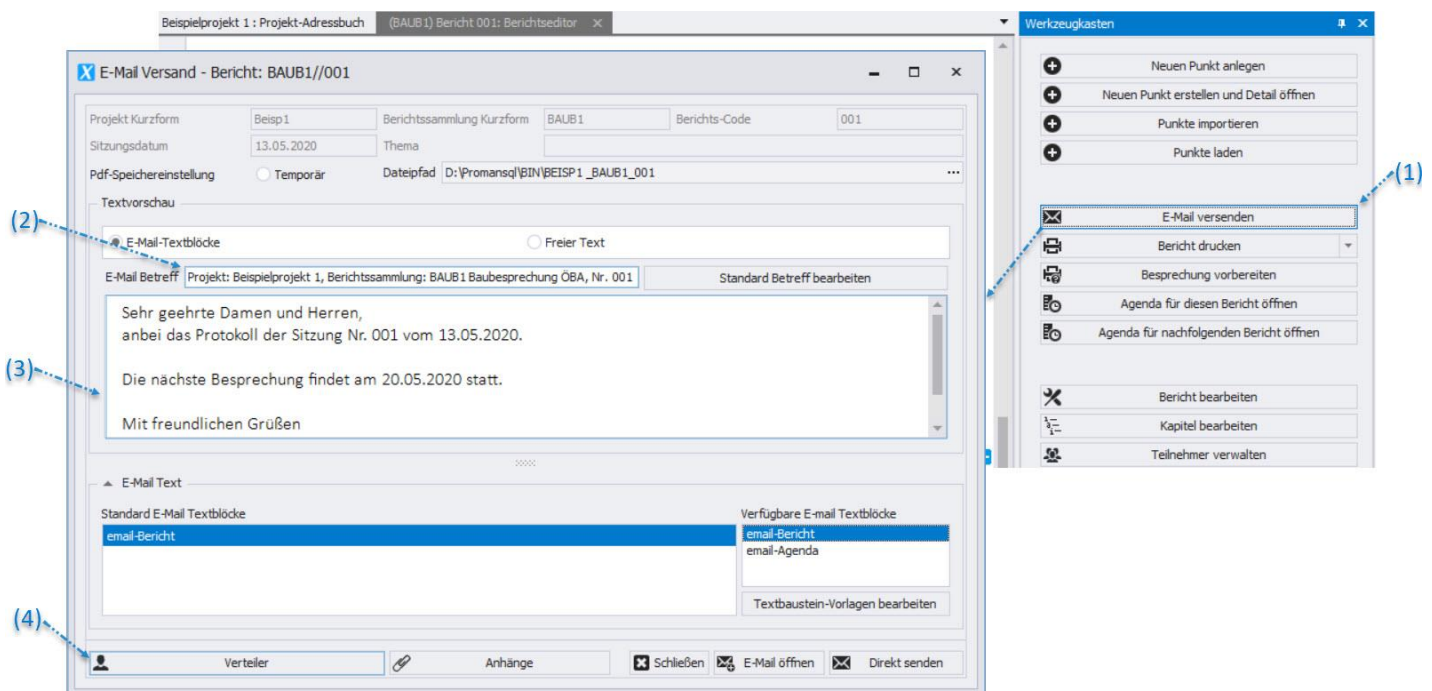 Beispielprojekt 1 : Projekt-Adressbuch (BAUB1) Bericht 001: Berichtseditor
Werkzeugkasten
E-Mail Versand - Bericht: BAUB1//001
Projekt Kurzform Beisp1 Berichtssammlung Kurzform BAUB1 Berichts-Code 001
Sitzungsdatum 13.05.2020 Thema
Pdf-Speichereinstellung Temporär Dateipfad D:\Promansql\BIN\BEISP1 _BAUB1_001 ...
Textvorschau
(2)
E-Mail-Textblöcke Freier Text
E-Mail Betreff Projekt: Beispielprojekt 1, Berichtssammlung: BAUB1 Baubesprechung ÖBA, Nr. 001 Standard Betreff bearbeiten
Sehr geehrte Damen und Herren,
anbei das Protokoll der Sitzung Nr. 001 vom 13.05.2020.
(3)
Die nächste Besprechung findet am 20.05.2020 statt.
Mit freundlichen Grüßen
E-Mail Text
Standard E-Mail Textblöcke
email-Bericht
Verfügbare E-mail Textblöcke
email-Bericht
email-Agenda
Textbaustein-Vorlagen bearbeiten
(4)
Verteiler Anhänge Schließen E-Mail öffnen Direkt senden
Neuen Punkt anlegen
Neuen Punkt erstellen und Detail öffnen
Punkte importieren
Punkte laden
(1)
E-Mail versenden
Bericht drucken
Besprechung vorbereiten
Agenda für diesen Bericht öffnen
Agenda für nachfolgenden Bericht öffnen
Bericht bearbeiten
Kapitel bearbeiten
Teilnehmer verwalten